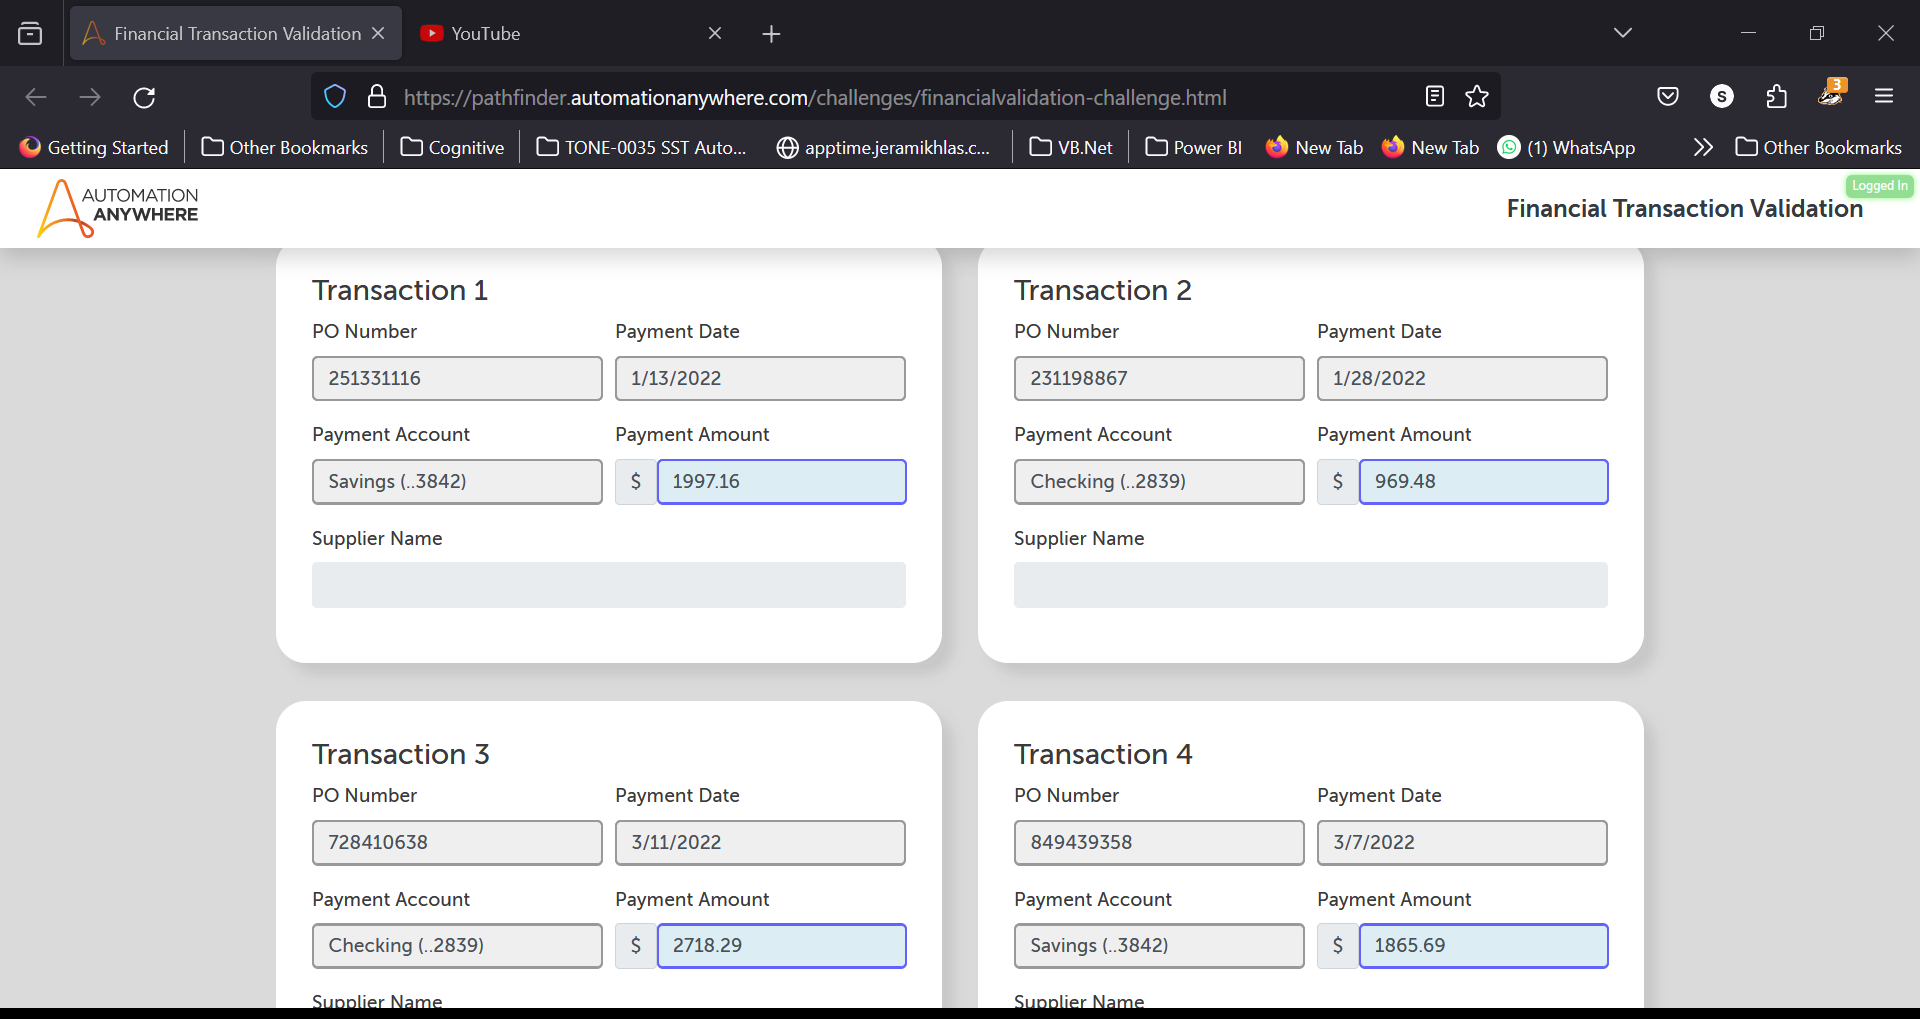 Financial Transaction Validation
YouTube
https://pathfinder.automationanywhere.com/challenges/financialvalidation-challenge.html
S
3
Getting Started
Other Bookmarks
Cognitive
TONE-0035 SST Auto...
apptime.jeramikhlas.c...
VB.Net
Power BI
New Tab
New Tab
(1) WhatsApp
Other Bookmarks
AUTOMATION
ANYWHERE
Logged In
Financial Transaction Validation
Transaction 1
PO Number
Payment Date
251331116
1/13/2022
Payment Account
Payment Amount
Savings (..3842)
$
1997.16
Supplier Name
Transaction 2
PO Number
Payment Date
231198867
1/28/2022
Payment Account
Payment Amount
Checking (..2839)
$
969.48
Supplier Name
Transaction 3
PO Number
Payment Date
728410638
3/11/2022
Payment Account
Payment Amount
Checking (..2839)
$
2718.29
Supplier Name
Transaction 4
PO Number
Payment Date
849439358
3/7/2022
Payment Account
Payment Amount
Savings (..3842)
$
1865.69
Supplier Name